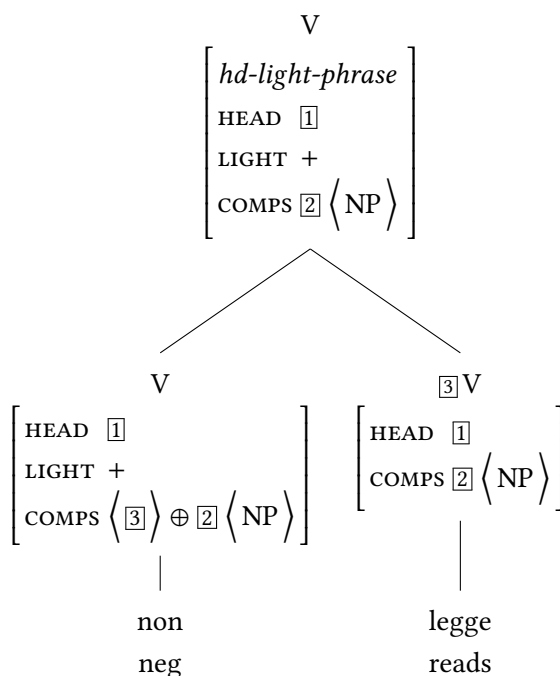 V
hd-light-phrase
HEAD 1
LIGHT +
COMPS 2 ⟨NP⟩
V
HEAD 1
LIGHT +
COMPS ⟨3⟩ ⊕ 2 ⟨NP⟩
3 V
HEAD 1
COMPS 2 ⟨NP⟩
non
neg
legge
reads